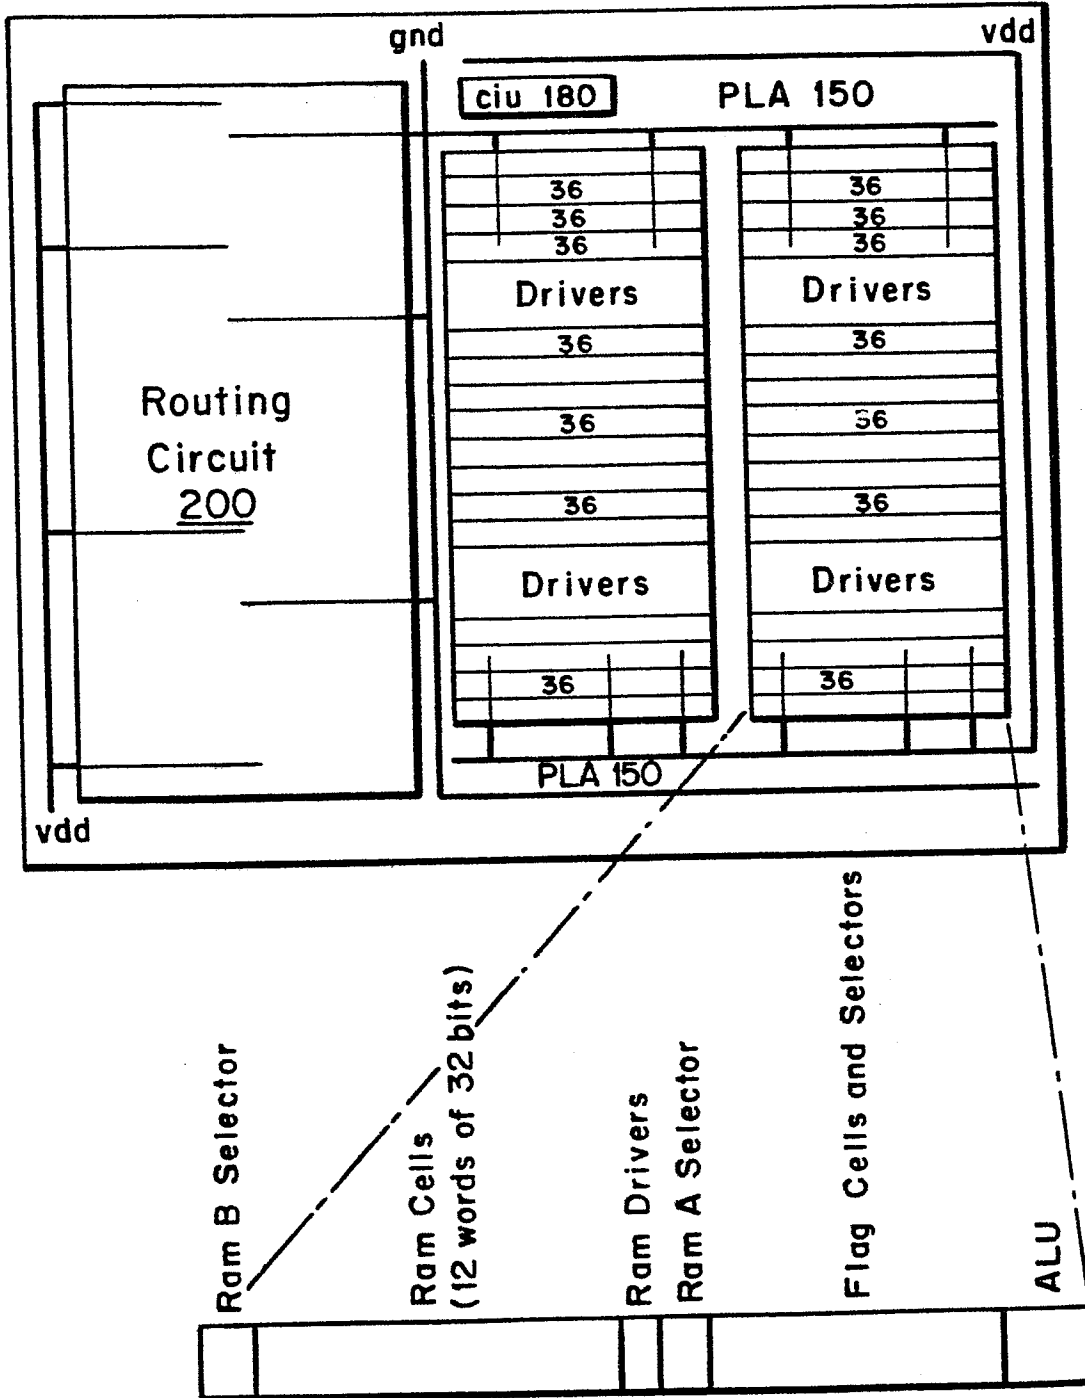 gnd
vdd
ciu 180
PLA 150
36
36
36
36
36
36
Drivers
Drivers
36
36
Routing
Circuit
200
36
36
36
36
Drivers
Drivers
36
36
PLA 150
vdd
Ram B Selector
Ram Cells
(12 words of 32 bits)
Ram Drivers
Ram A Selector
Flag Cells and Selectors
ALU